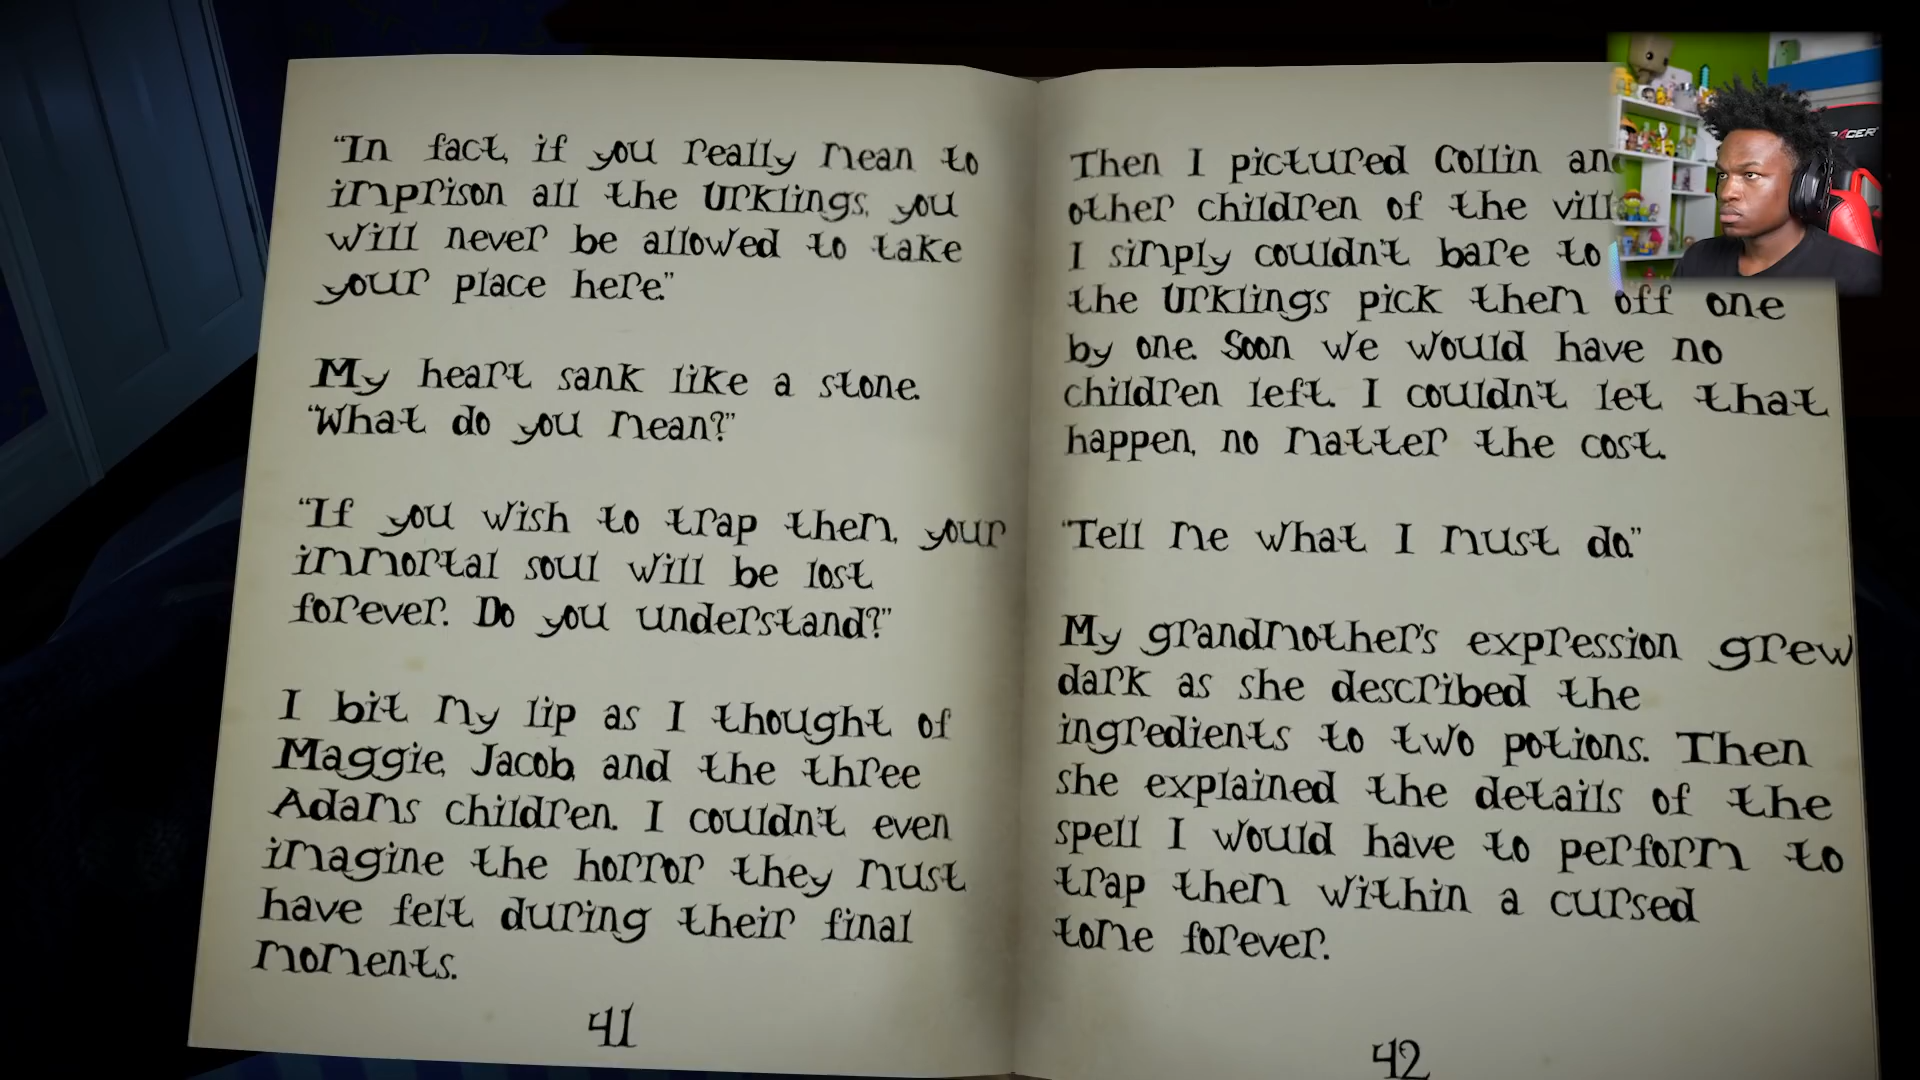 "In fact, if you really mean to
imprison all the Urklings, you
will never be allowed to take
your place here."
My heart sank like a stone.
"What do you mean?"
"If you wish to trap them, your
immortal soul will be lost
forever. Do you understand?"
I bit my lip as I thought of
Maggie, Jacob, and the three
Adams children. I couldn't even
imagine the horror they must
have felt during their final
moments.
41
Then I pictured Collin
other children of the
I simply couldn't bare to
the Urklings pick them off one
by one. Soon we would have no
children left. I couldn't let that
happen, no matter the cost.
"Tell me what I must do."
My grandmother's expression grew
dark as she described the
ingredients to two potions. Then
she explained the details of the
spell I would have to perform to
trap them within a cursed
tome forever.
42